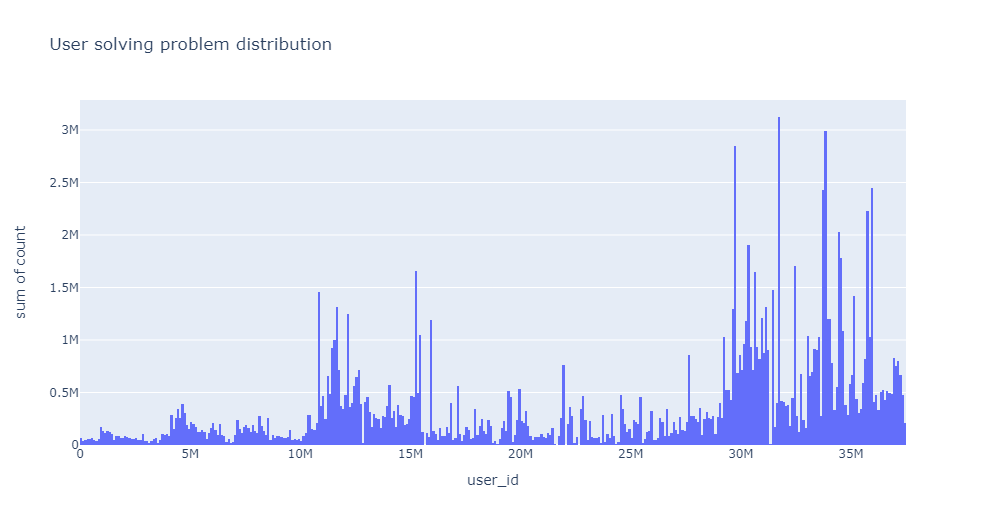 User solving problem distribution
3M
2.5M
2M
1.5M
1M
0.5M
0
sum of count
0 5M 10M 15M 20M 25M 30M 35M
user_id